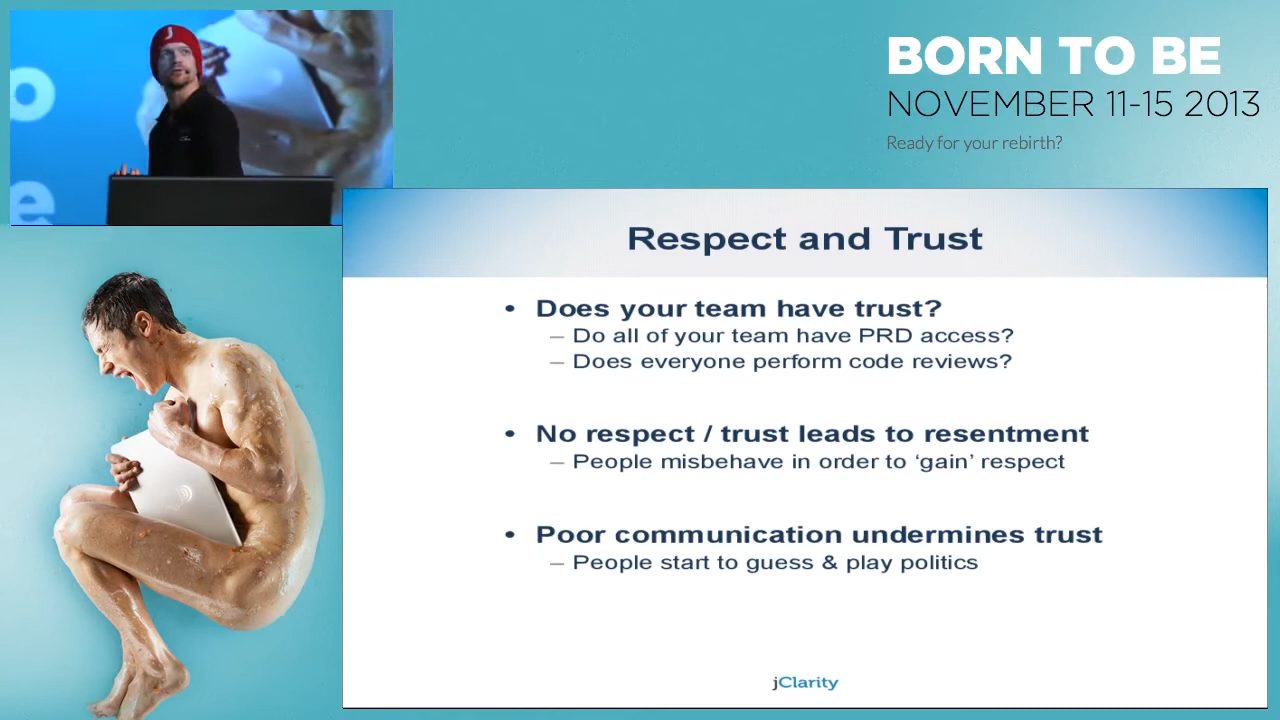 J
o
e
BORN TO BE
NOVEMBER 11-15 2013
Ready for your rebirth?
Respect and Trust
• Does your team have trust?
– Do all of your team have PRD access?
– Does everyone perform code reviews?
• No respect / trust leads to resentment
– People misbehave in order to ‘gain’ respect
• Poor communication undermines trust
– People start to guess & play politics
jClarity